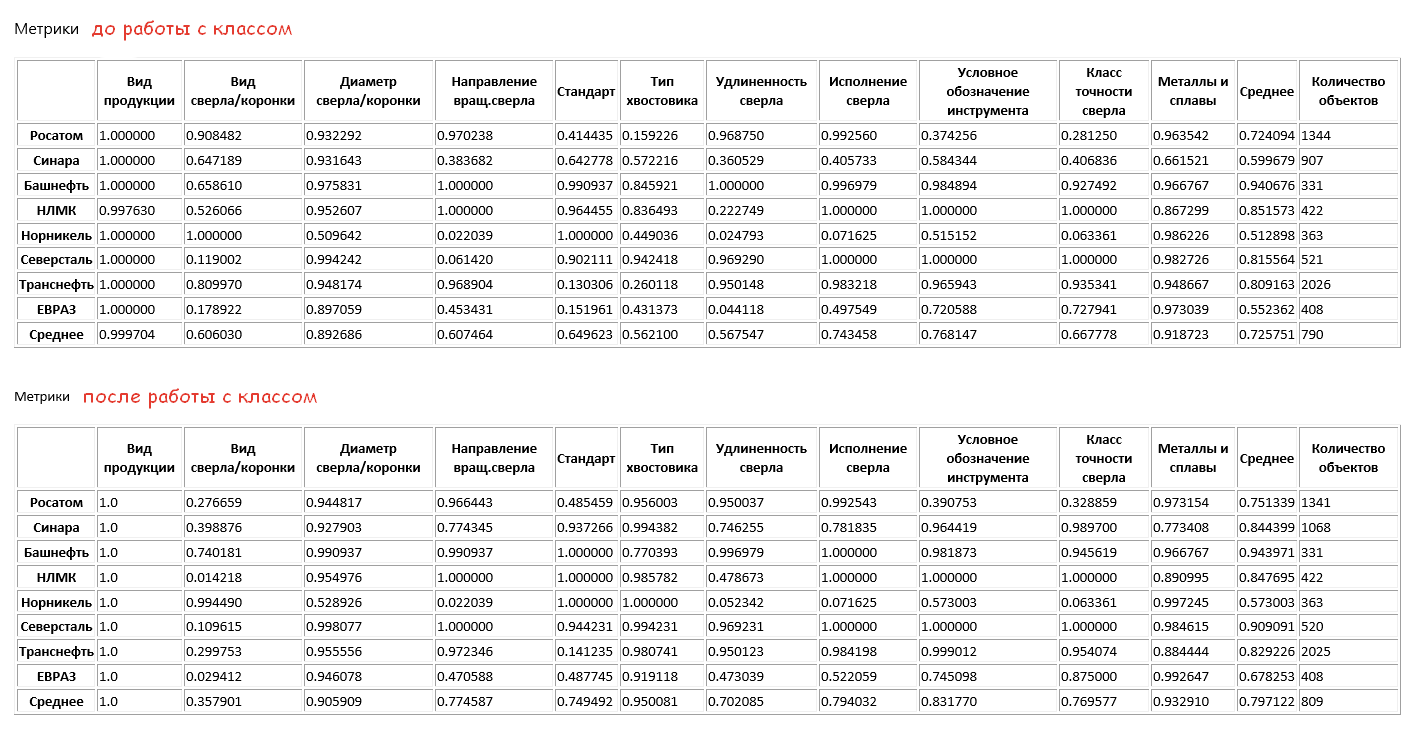 Метрики до работы с классом
Вид продукции Вид сверла/коронки Диаметр сверла/коронки Направление вращ.сверла Стандарт Тип хвостовика Удлиненность сверла Исполнение сверла Условное обозначение инструмента Класс точности сверла Металлы и сплавы Среднее Количество объектов
Росатом 1.000000 0.908482 0.932292 0.970238 0.414435 0.159226 0.968750 0.992560 0.374256 0.281250 0.963542 0.724094 1344
Синара 1.000000 0.647189 0.931643 0.383682 0.642778 0.572216 0.360529 0.405733 0.584344 0.406836 0.661521 0.599679 907
Башнефть 1.000000 0.658610 0.975831 1.000000 0.990937 0.845921 1.000000 0.996979 0.984894 0.927492 0.966767 0.940676 331
НЛМК 0.997630 0.526066 0.952607 1.000000 0.964455 0.836493 0.222749 1.000000 1.000000 1.000000 0.867299 0.851573 422
Норникель 1.000000 1.000000 0.509642 0.022039 1.000000 0.449036 0.024793 0.071625 0.515152 0.063361 0.986226 0.512898 363
Северсталь 1.000000 0.119002 0.994242 0.061420 0.902111 0.942418 0.969290 1.000000 1.000000 1.000000 0.982726 0.815564 521
Транснефть 1.000000 0.809970 0.948174 0.968904 0.130306 0.260118 0.950148 0.983218 0.965943 0.935341 0.948667 0.809163 2026
ЕВРАЗ 1.000000 0.178922 0.897059 0.453431 0.151961 0.431373 0.044118 0.497549 0.720588 0.727941 0.973039 0.552362 408
Среднее 0.999704 0.606030 0.892686 0.607464 0.649623 0.562100 0.567547 0.743458 0.768147 0.667778 0.918723 0.725751 790
Метрики после работы с классом
Вид продукции Вид сверла/коронки Диаметр сверла/коронки Направление вращ.сверла Стандарт Тип хвостовика Удлиненность сверла Исполнение сверла Условное обозначение инструмента Класс точности сверла Металлы и сплавы Среднее Количество объектов
Росатом 1.0 0.276659 0.944817 0.966443 0.485459 0.956003 0.950037 0.992543 0.390753 0.328859 0.973154 0.751339 1341
Синара 1.0 0.398876 0.927903 0.774345 0.937266 0.994382 0.746255 0.781835 0.964419 0.989700 0.773408 0.844399 1068
Башнефть 1.0 0.740181 0.990937 0.990937 1.000000 0.770393 0.996979 1.000000 0.981873 0.945619 0.966767 0.943971 331
НЛМК 1.0 0.014218 0.954976 1.000000 1.000000 0.985782 0.478673 1.000000 1.000000 1.000000 0.890995 0.847695 422
Норникель 1.0 0.994490 0.528926 0.022039 1.000000 1.000000 0.052342 0.071625 0.573003 0.063361 0.997245 0.573003 363
Северсталь 1.0 0.109615 0.998077 1.000000 0.944231 0.994231 0.969231 1.000000 1.000000 1.000000 0.984615 0.909091 520
Транснефть 1.0 0.299753 0.955556 0.972346 0.141235 0.980741 0.950123 0.984198 0.999012 0.954074 0.884444 0.829226 2025
ЕВРАЗ 1.0 0.029412 0.946078 0.470588 0.487745 0.919118 0.473039 0.522059 0.745098 0.875000 0.992647 0.678253 408
Среднее 1.0 0.357901 0.905909 0.774587 0.749492 0.950081 0.702085 0.794032 0.831770 0.769577 0.932910 0.797122 809